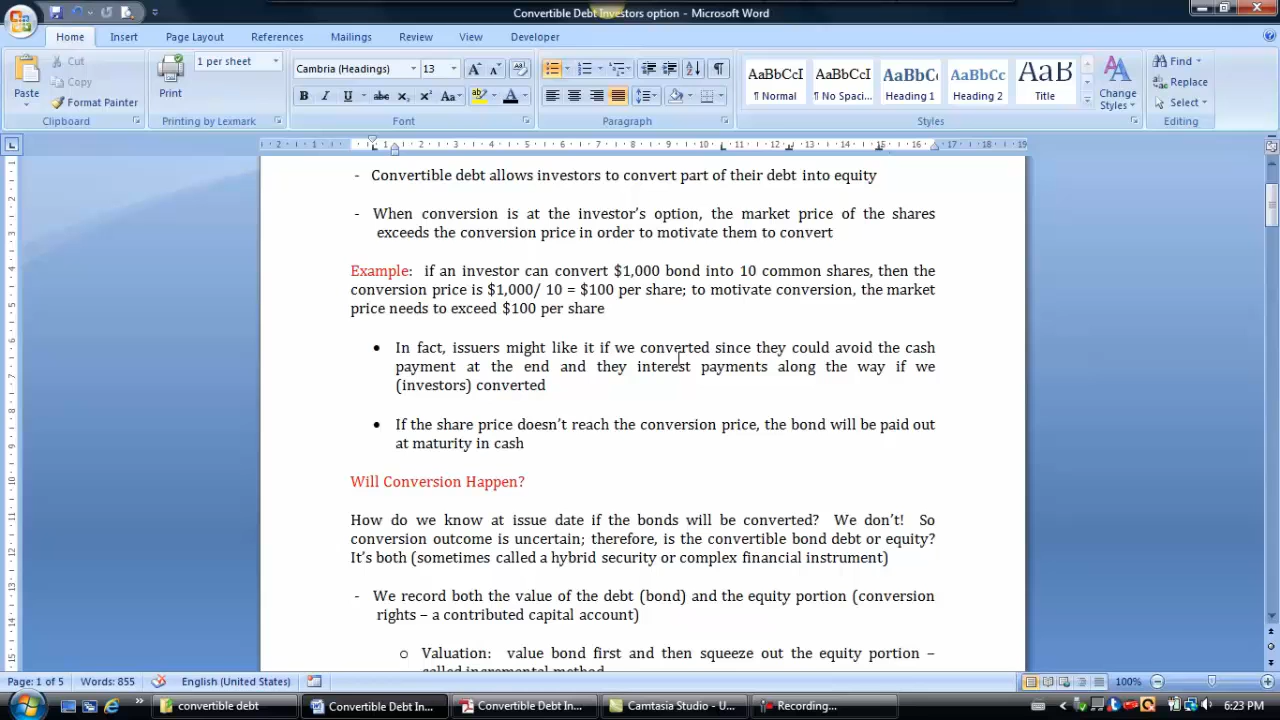 Convertible Debt Investors option - Microsoft Word
Home Insert Page Layout References Mailings Review View Developer
Cut
Copy
Format Painter
Paste
Clipboard
1 per sheet
Print
Printing by Lexmark
Cambria (Headings) 13
Font
Paragraph
AaBbCcI AaBbCcI AaBbCc AaBbCc AaB
¶ Normal ¶ No Spaci... Heading 1 Heading 2 Title
Change Styles
Styles
Find
Replace
Select
Editing
- Convertible debt allows investors to convert part of their debt into equity
- When conversion is at the investor's option, the market price of the shares
exceeds the conversion price in order to motivate them to convert
Example: if an investor can convert $1,000 bond into 10 common shares, then the
conversion price is $1,000/ 10 = $100 per share; to motivate conversion, the market
price needs to exceed $100 per share
• In fact, issuers might like it if we converted since they could avoid the cash
payment at the end and they interest payments along the way if we
(investors) converted
• If the share price doesn't reach the conversion price, the bond will be paid out
at maturity in cash
Will Conversion Happen?
How do we know at issue date if the bonds will be converted? We don't! So
conversion outcome is uncertain; therefore, is the convertible bond debt or equity?
It's both (sometimes called a hybrid security or complex financial instrument)
- We record both the value of the debt (bond) and the equity portion (conversion
rights – a contributed capital account)
o Valuation: value bond first and then squeeze out the equity portion –
called incremental method
Page: 1 of 5 Words: 855 English (United States) 100%
convertible debt Convertible Debt In... Convertible Debt In... Camtasia Studio - U... Recording... 6:23 PM